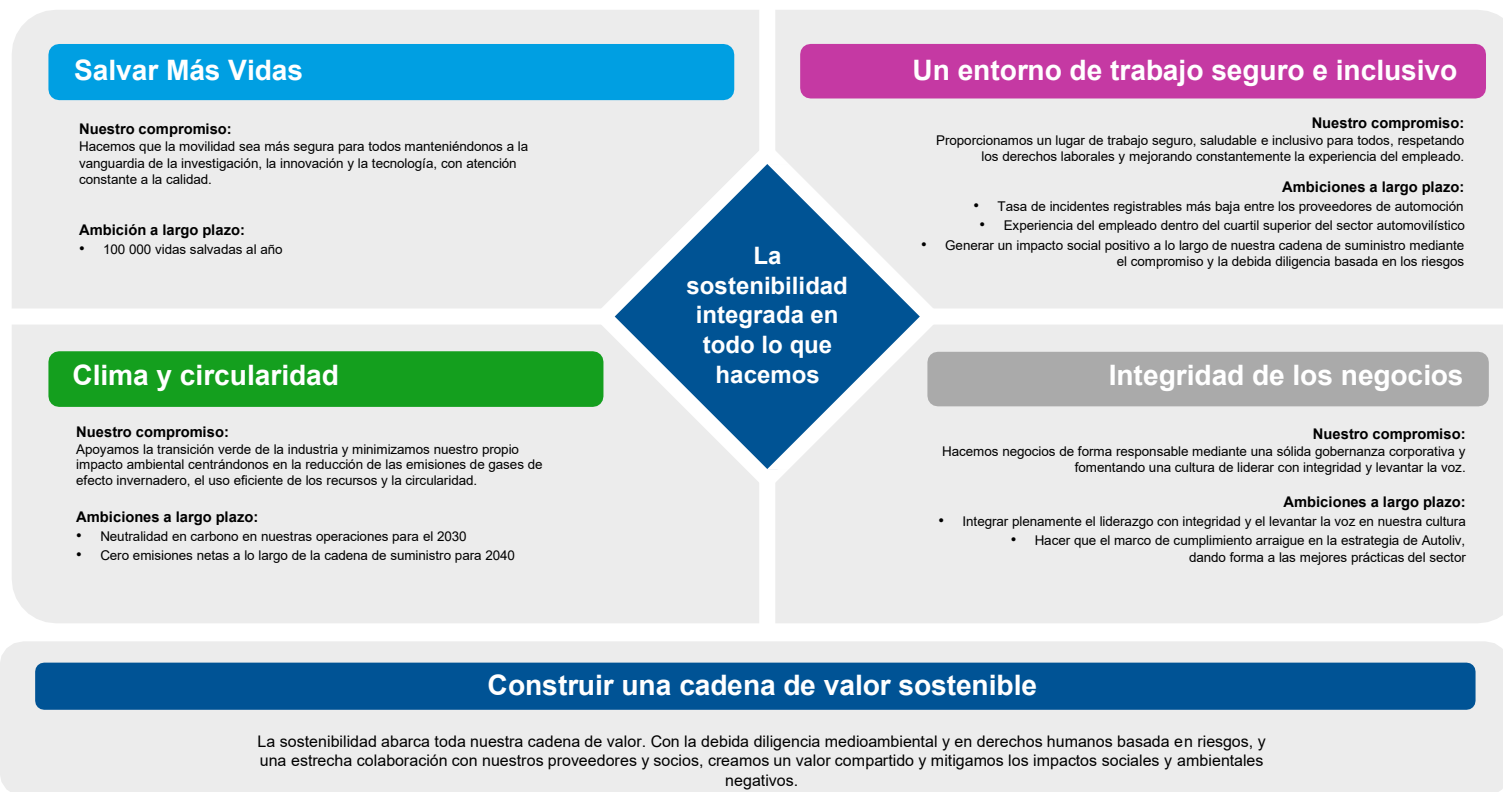 Salvar Más Vidas
Nuestro compromiso:
Hacemos que la movilidad sea más segura para todos manteniéndonos a la
vanguardia de la investigación, la innovación y la tecnología, con atención
constante a la calidad.
Ambición a largo plazo:
• 100 000 vidas salvadas al año
Un entorno de trabajo seguro e inclusivo
Nuestro compromiso:
Proporcionamos un lugar de trabajo seguro, saludable e inclusivo para todos, respetando
los derechos laborales y mejorando constantemente la experiencia del empleado.
Ambiciones a largo plazo:
• Tasa de incidentes registrables más baja entre los proveedores de automoción
• Experiencia del empleado dentro del cuartil superior del sector automovilístico
• Generar un impacto social positivo a lo largo de nuestra cadena de suministro mediante
el compromiso y la debida diligencia basada en los riesgos
La
sostenibilidad
integrada en
todo lo que
hacemos
Clima y circularidad
Nuestro compromiso:
Apoyamos la transición verde de la industria y minimizamos nuestro propio
impacto ambiental centrándonos en la reducción de las emisiones de gases de
efecto invernadero, el uso eficiente de los recursos y la circularidad.
Ambiciones a largo plazo:
• Neutralidad en carbono en nuestras operaciones para el 2030
• Cero emisiones netas a lo largo de la cadena de suministro para 2040
Integridad de los negocios
Nuestro compromiso:
Hacemos negocios de forma responsable mediante una sólida gobernanza corporativa y
fomentando una cultura de liderar con integridad y levantar la voz.
Ambiciones a largo plazo:
• Integrar plenamente el liderazgo con integridad y el levantar la voz en nuestra cultura
• Hacer que el marco de cumplimiento arraigue en la estrategia de Autoliv,
dando forma a las mejores prácticas del sector
Construir una cadena de valor sostenible
La sostenibilidad abarca toda nuestra cadena de valor. Con la debida diligencia medioambiental y en derechos humanos basada en riesgos, y
una estrecha colaboración con nuestros proveedores y socios, creamos un valor compartido y mitigamos los impactos sociales y ambientales
negativos.